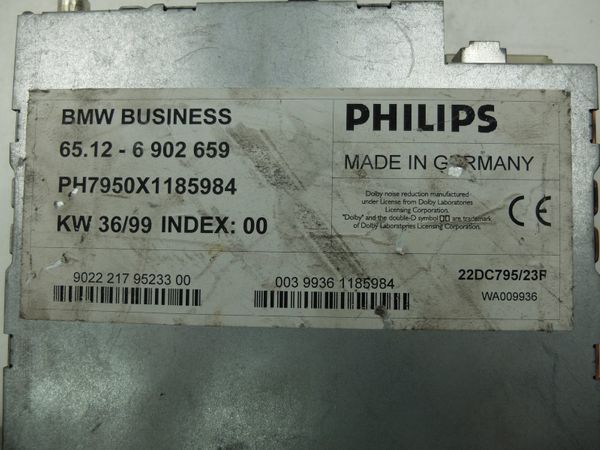 BMW BUSINESS
65.12 - 6 902 659
PH7950X1185984
KW 36/99 INDEX: 00
PHILIPS
MADE IN GERMANY
Dolby noise reduction manufactured
under License from Dolby Laboratories
Licensing Corporation.
"Dolby" and the double-D symbol are trademark
of Dolby Laboratories Licensing Corporation.
CE
9022 217 95233 00
003 9936 1185984
22DC795/23F
WA009936